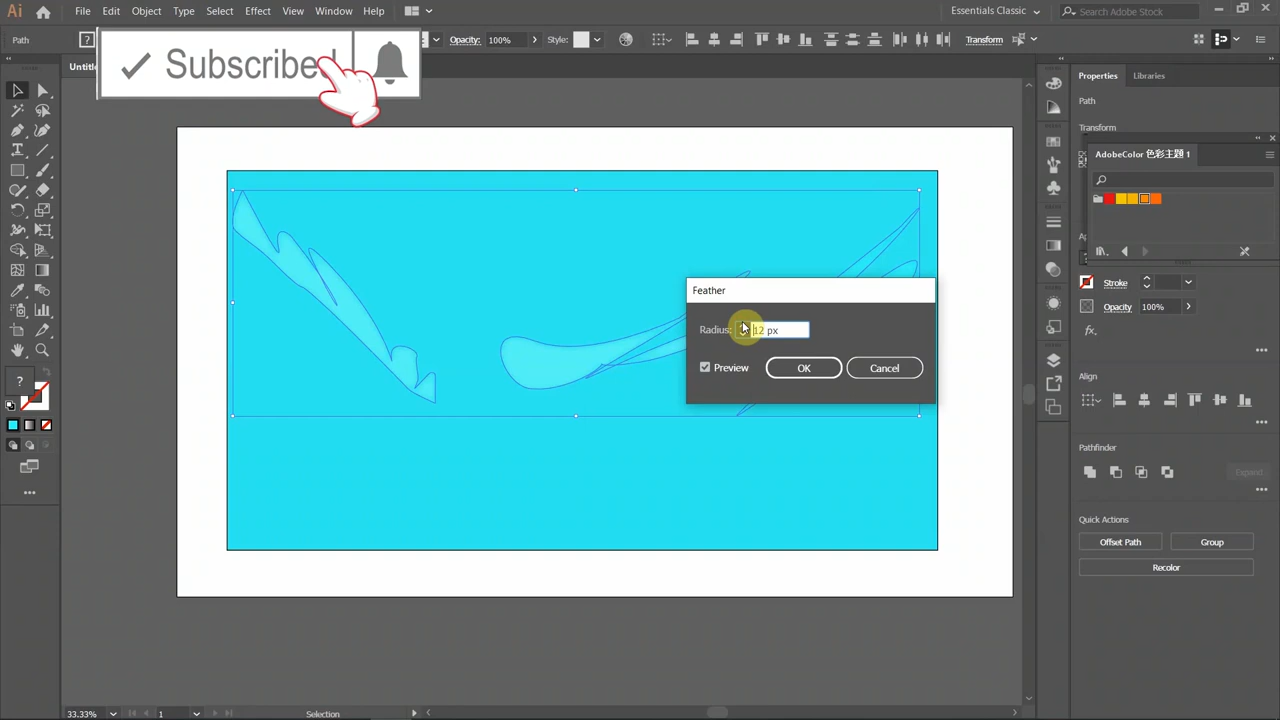 Ai
File Edit Object Type Select Effect View Window Help
Essentials Classic
Search Adobe Stock
Path
Opacity: 100%
Style:
Transform
Subscribed
Properties
Libraries
Path
Transform
AdobeColor 色彩主題 1
Stroke
Opacity 100%
fx.
Feather
Radius: 12 px
Preview
OK
Cancel
Align
Pathfinder
Expand
Quick Actions
Offset Path
Group
Recolor
33.33%
1
Selection